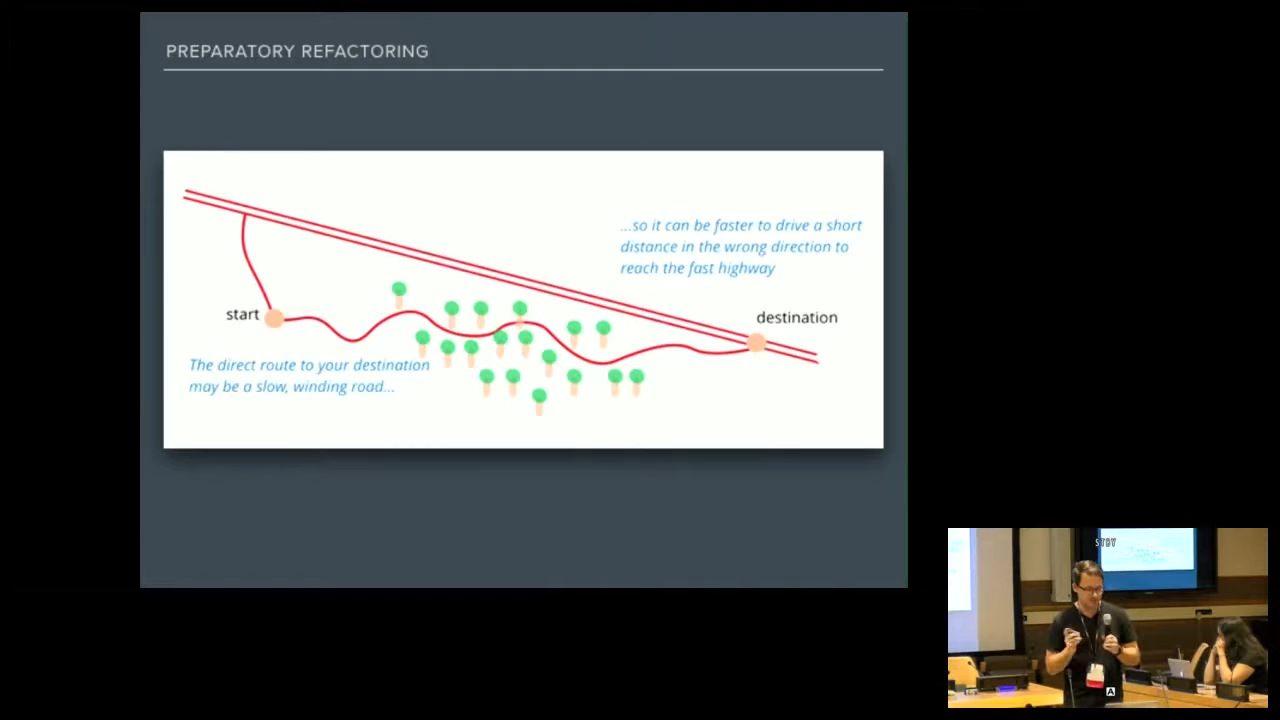 PREPARATORY REFACTORING
...so it can be faster to drive a short
distance in the wrong direction to
reach the fast highway
start
destination
The direct route to your destination
may be a slow, winding road...
STBY
A